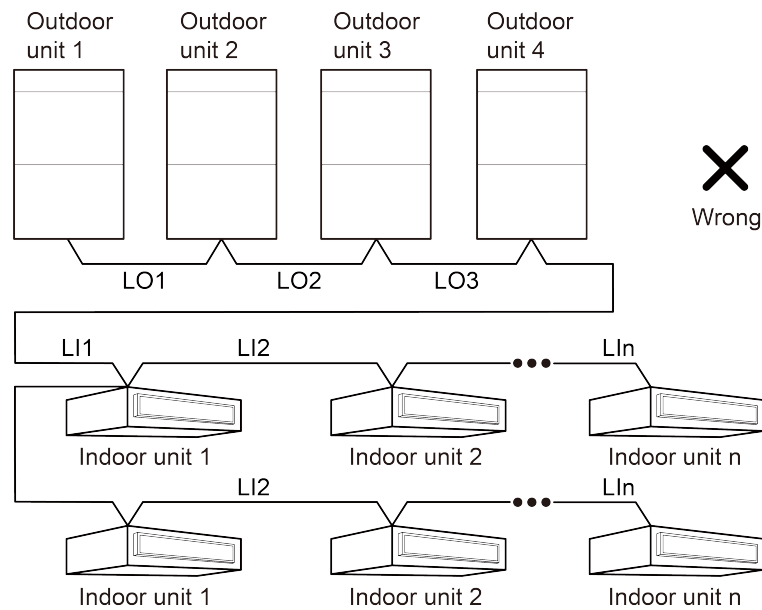 Outdoor unit 1
Outdoor unit 2
Outdoor unit 3
Outdoor unit 4
Wrong
LO1 LO2 LO3
LI1 LI2 LIn
Indoor unit 1 Indoor unit 2 Indoor unit n
LI2 LIn
Indoor unit 1 Indoor unit 2 Indoor unit n